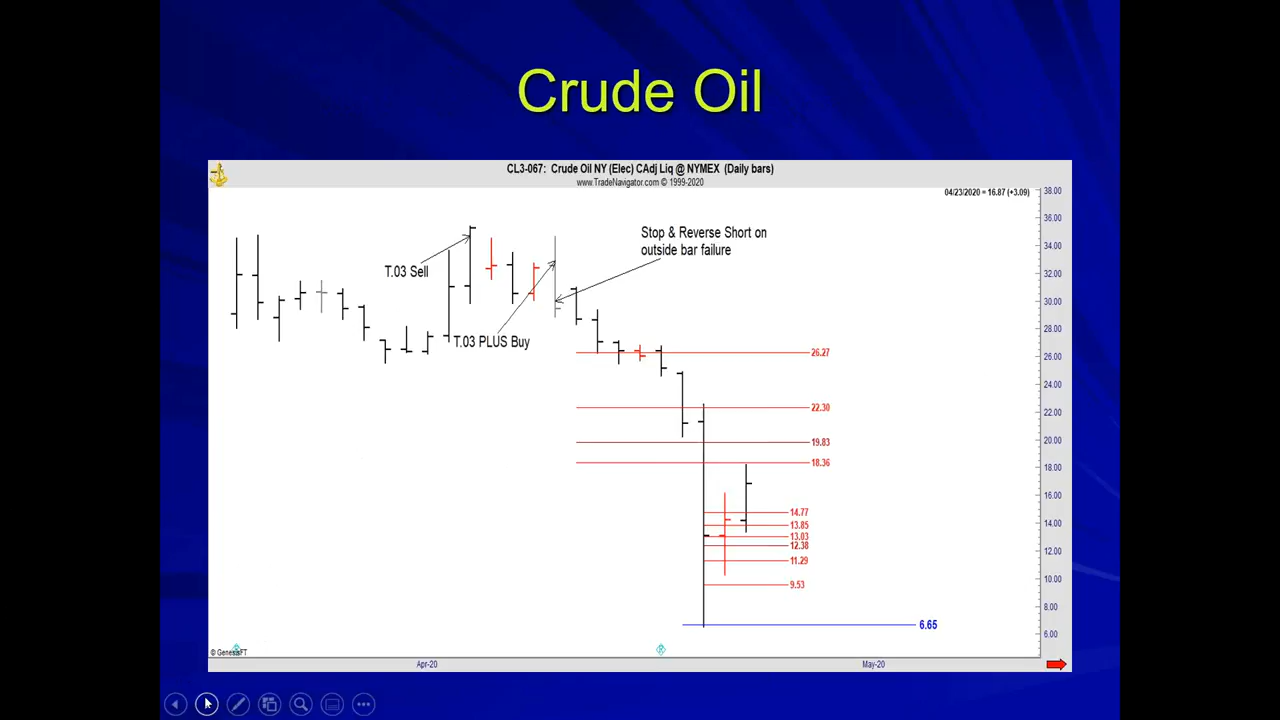 Crude Oil
CL3-067: Crude Oil NY (Elec) CAdj Liq @ NYMEX (Daily bars)
www.TradeNavigator.com © 1999-2020
04/23/2020 = 16.87 (+3.09)
38.00
36.00
34.00
32.00
30.00
28.00
26.00
24.00
22.00
20.00
18.00
16.00
14.00
12.00
10.00
8.00
6.00
Stop & Reverse Short on
outside bar failure
T.03 Sell
T.03 PLUS Buy
26.27
22.30
19.83
18.36
14.77
13.85
13.03
12.38
11.29
9.53
6.65
R
© GenesisFT
Apr-20
May-20